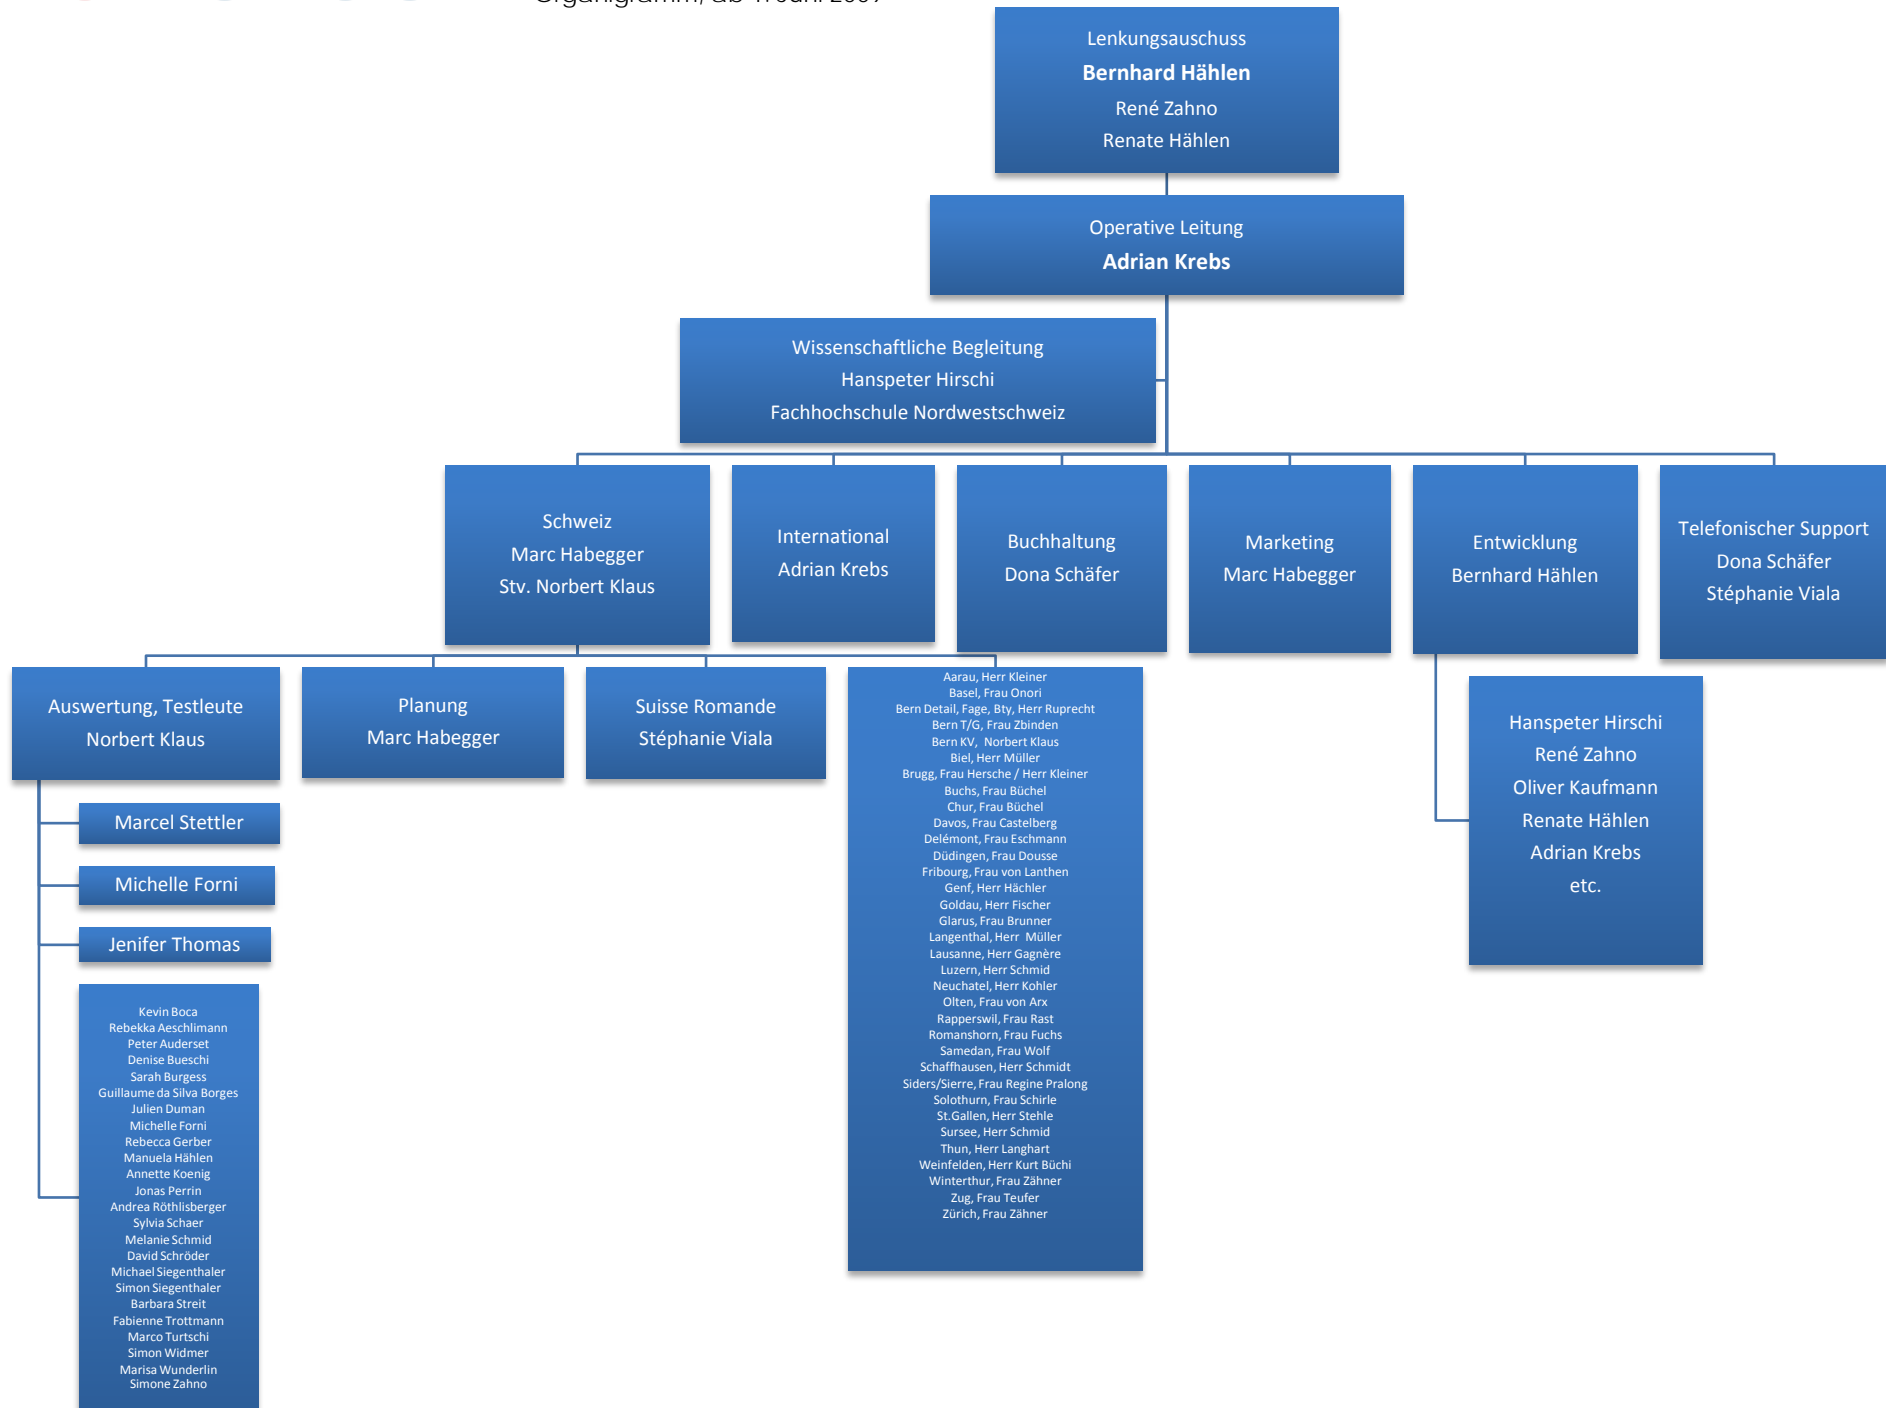 Organigramm, ab 1. Juni 2009
Lenkungsauschuss
Bernhard Hählen
René Zahno
Renate Hählen
Operative Leitung
Adrian Krebs
Wissenschaftliche Begleitung
Hanspeter Hirschi
Fachhochschule Nordwestschweiz
Schweiz
Marc Habegger
Stv. Norbert Klaus
International
Adrian Krebs
Buchhaltung
Dona Schäfer
Marketing
Marc Habegger
Entwicklung
Bernhard Hählen
Telefonischer Support
Dona Schäfer
Stéphanie Viala
Auswertung, Testleute
Norbert Klaus
Planung
Marc Habegger
Suisse Romande
Stéphanie Viala
Aarau, Herr Kleiner
Basel, Frau Onori
Bern Detail, Fage, Bty, Herr Ruprecht
Bern T/G, Frau Zbinden
Bern KV, Norbert Klaus
Biel, Herr Müller
Brugg, Frau Hersche / Herr Kleiner
Buchs, Frau Büchel
Chur, Frau Büchel
Davos, Frau Castelberg
Delémont, Frau Eschmann
Düdingen, Frau Dousse
Fribourg, Frau von Lanthen
Genf, Herr Hächler
Goldau, Herr Fischer
Glarus, Frau Brunner
Langenthal, Herr Müller
Lausanne, Herr Gagnère
Luzern, Herr Schmid
Neuchatel, Herr Kohler
Olten, Frau von Arx
Rapperswil, Frau Rast
Romanshorn, Frau Fuchs
Samedan, Frau Wolf
Schaffhausen, Herr Schmidt
Siders/Sierre, Frau Regine Pralong
Solothurn, Frau Schirle
St.Gallen, Herr Stehle
Sursee, Herr Schmid
Thun, Herr Langhart
Weinfelden, Herr Kurt Büchi
Winterthur, Frau Zähner
Zug, Frau Teufer
Zürich, Frau Zähner
Hanspeter Hirschi
René Zahno
Oliver Kaufmann
Renate Hählen
Adrian Krebs
etc.
Marcel Stettler
Michelle Forni
Jenifer Thomas
Kevin Boca
Rebekka Aeschlimann
Peter Auderset
Denise Bueschi
Sarah Burgess
Guillaume da Silva Borges
Julien Duman
Michelle Forni
Rebecca Gerber
Manuela Hählen
Annette Koenig
Jonas Perrin
Andrea Röthlisberger
Sylvia Schaer
Melanie Schmid
David Schröder
Michael Siegenthaler
Simon Siegenthaler
Barbara Streit
Fabienne Trottmann
Marco Turtschi
Simon Widmer
Marisa Wunderlin
Simone Zahno